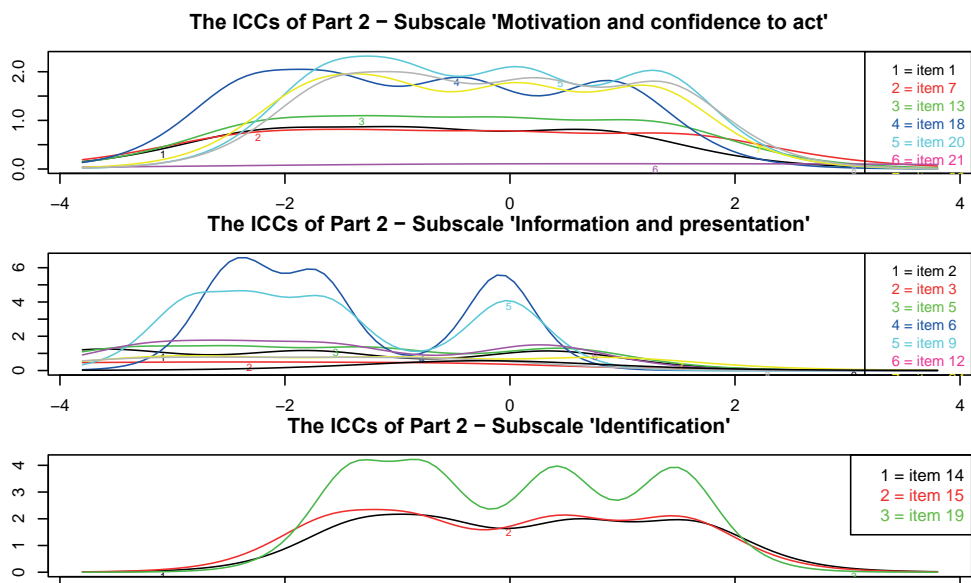 The ICCs of Part 2 − Subscale 'Motivation and confidence to act'
2.0
1.0
0.0
1 = item 1
2 = item 7
3 = item 13
4 = item 18
5 = item 20
6 = item 21
1
2
3
4
5
6
−4
−2
0
2
4
The ICCs of Part 2 − Subscale 'Information and presentation'
6
4
2
0
1 = item 2
2 = item 3
3 = item 5
4 = item 6
5 = item 9
6 = item 12
1
2
3
5
6
−4
−2
0
2
4
The ICCs of Part 2 − Subscale 'Identification'
4
3
2
1
0
1 = item 14
2 = item 15
3 = item 19
1
2
3